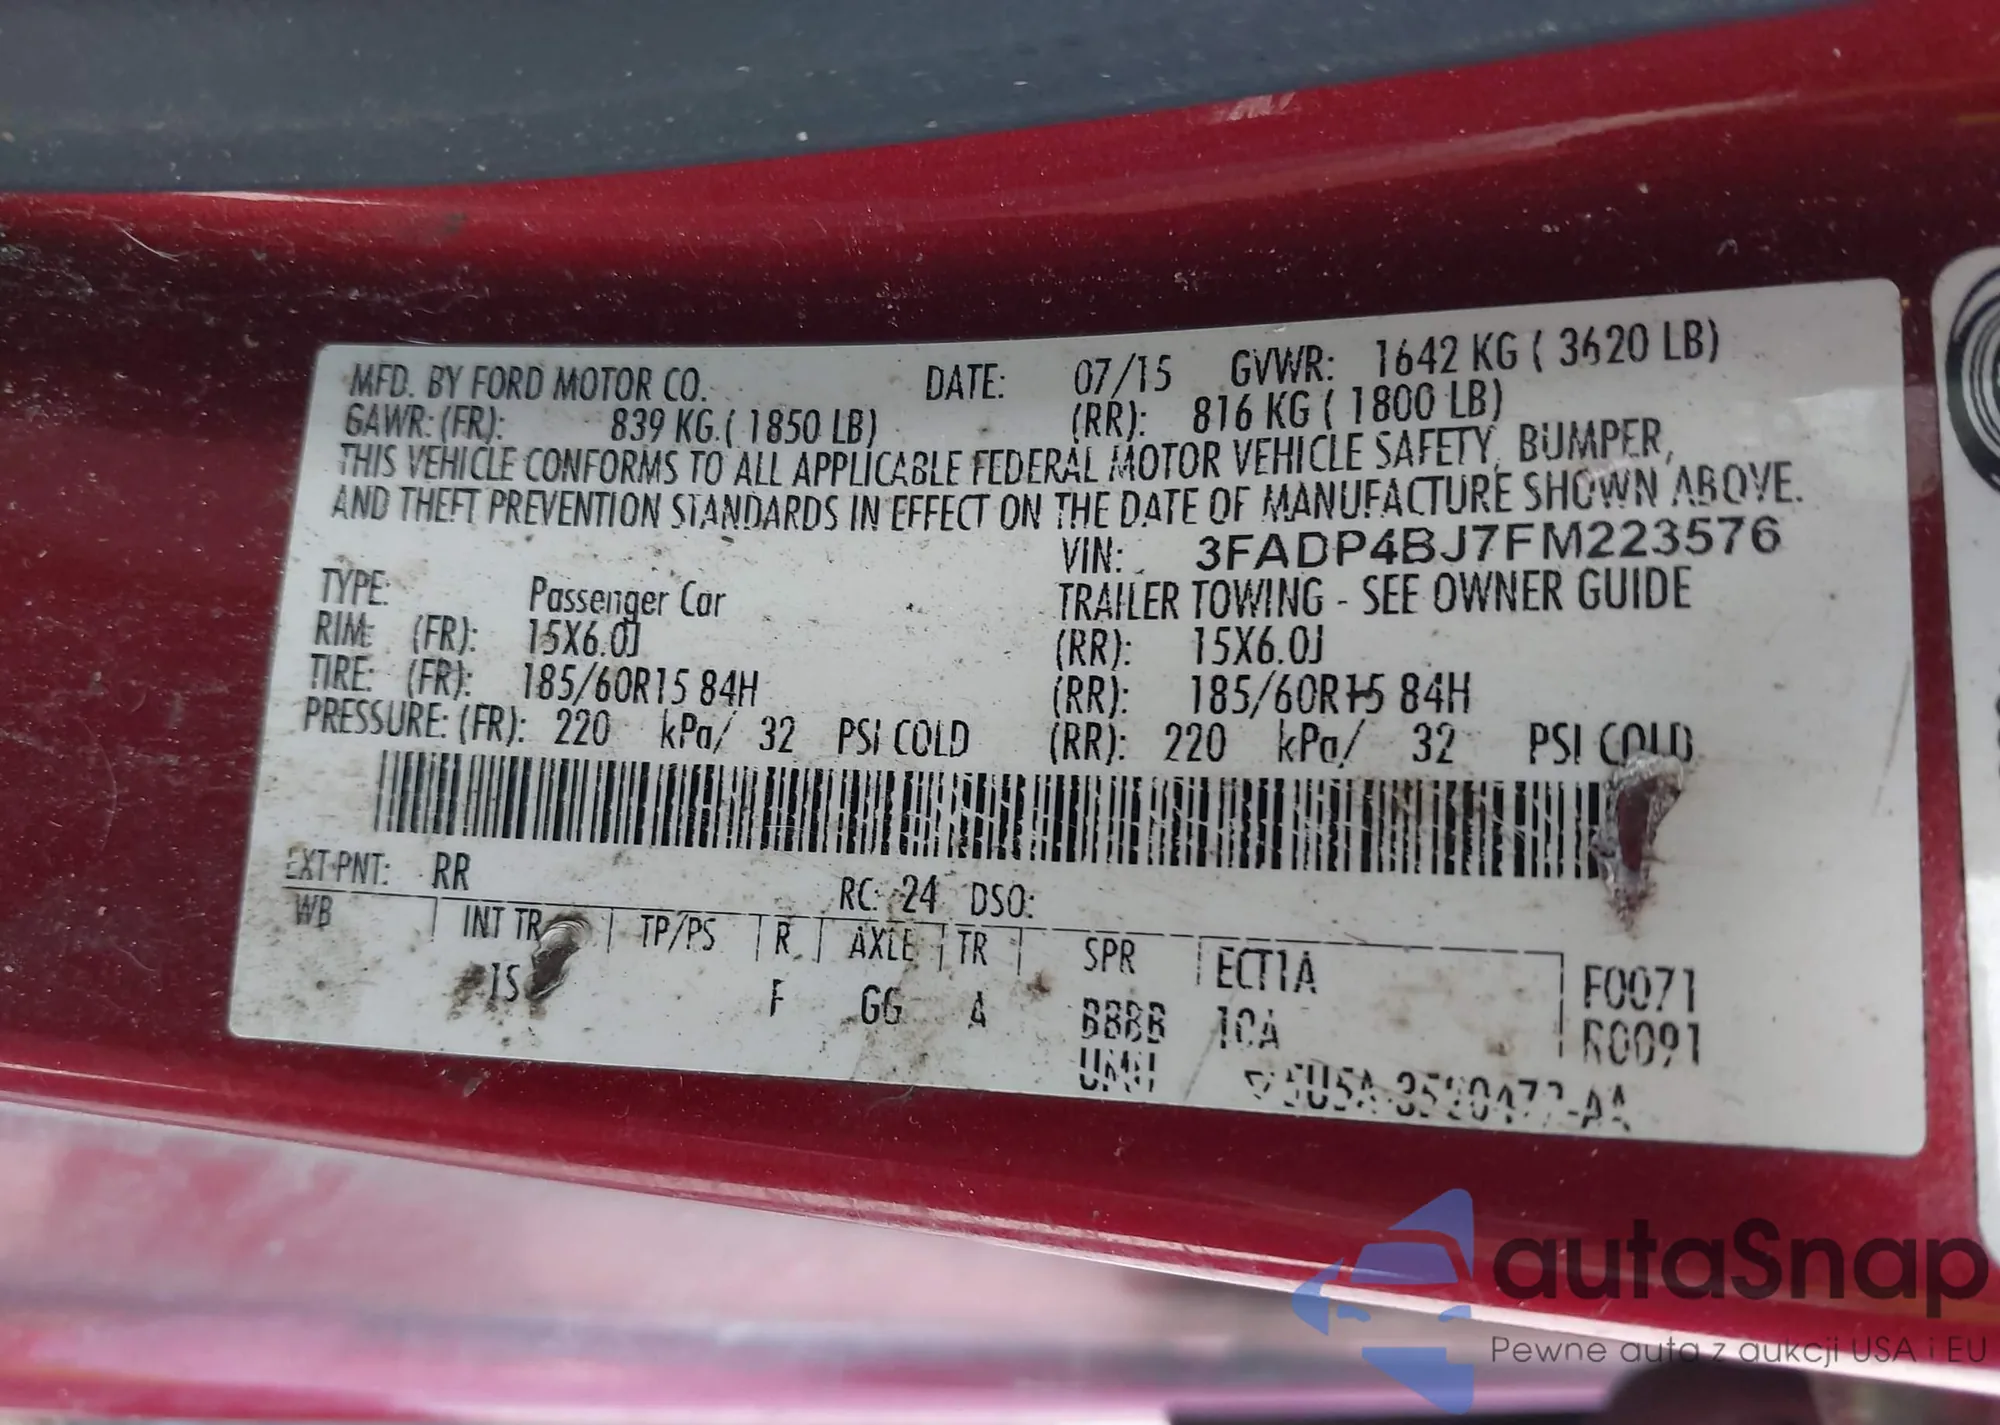 MFD. BY FORD MOTOR CO. DATE: 07/15 GVWR: 1642 KG ( 3620 LB)
GAWR: (FR): 839 KG. ( 1850 LB) (RR): 816 KG ( 1800 LB)
THIS VEHICLE CONFORMS TO ALL APPLICABLE FEDERAL MOTOR VEHICLE SAFETY, BUMPER,
AND THEFT PREVENTION STANDARDS IN EFFECT ON THE DATE OF MANUFACTURE SHOWN ABOVE.
VIN: 3FADP4BJ7FM223576
TYPE: Passenger Car TRAILER TOWING - SEE OWNER GUIDE
RIM: (FR): 15X6.0J (RR): 15X6.0J
TIRE: (FR): 185/60R15 84H (RR): 185/60R15 84H
PRESSURE: (FR): 220 kPa/ 32 PSI COLD (RR): 220 kPa/ 32 PSI COLD
EXT PNT: RR RC: 24 DSO:
WB INT TR TP/PS R AXLE TR SPR ECT1A F0071
IS F GG A BBBB 10A R0091
autaSnap
Pewne auta z aukcji USA i EU